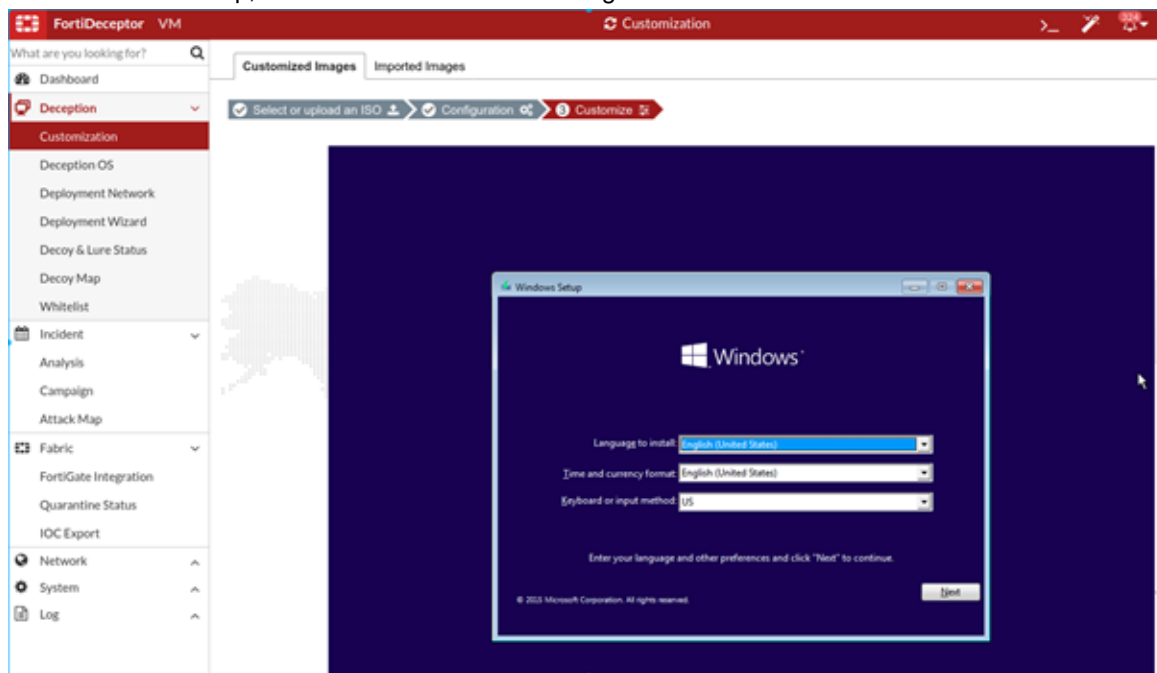 FortiDeceptor VM
Customization
>_
324
What are you looking for?
Customized Images
Imported Images
Dashboard
Deception
Select or upload an ISO
Configuration
3 Customize
Customization
Deception OS
Deployment Network
Deployment Wizard
Decoy & Lure Status
Decoy Map
Whitelist
Incident
Analysis
Campaign
Attack Map
Fabric
FortiGate Integration
Quarantine Status
IOC Export
Network
System
Log
Windows Setup
Windows
Language to install: English (United States)
Time and currency format: English (United States)
Keyboard or input method: US
Enter your language and other preferences and click "Next" to continue.
© 2015 Microsoft Corporation. All rights reserved.
Next